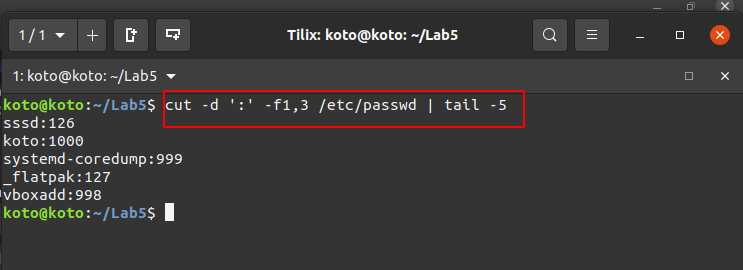 1 / 1
Tilix: koto@koto: ~/Lab5
1: koto@koto: ~/Lab5
koto@koto:~/Lab5$ cut -d ':' -f1,3 /etc/passwd | tail -5
sssd:126
koto:1000
systemd-coredump:999
_flatpak:127
vboxadd:998
koto@koto:~/Lab5$